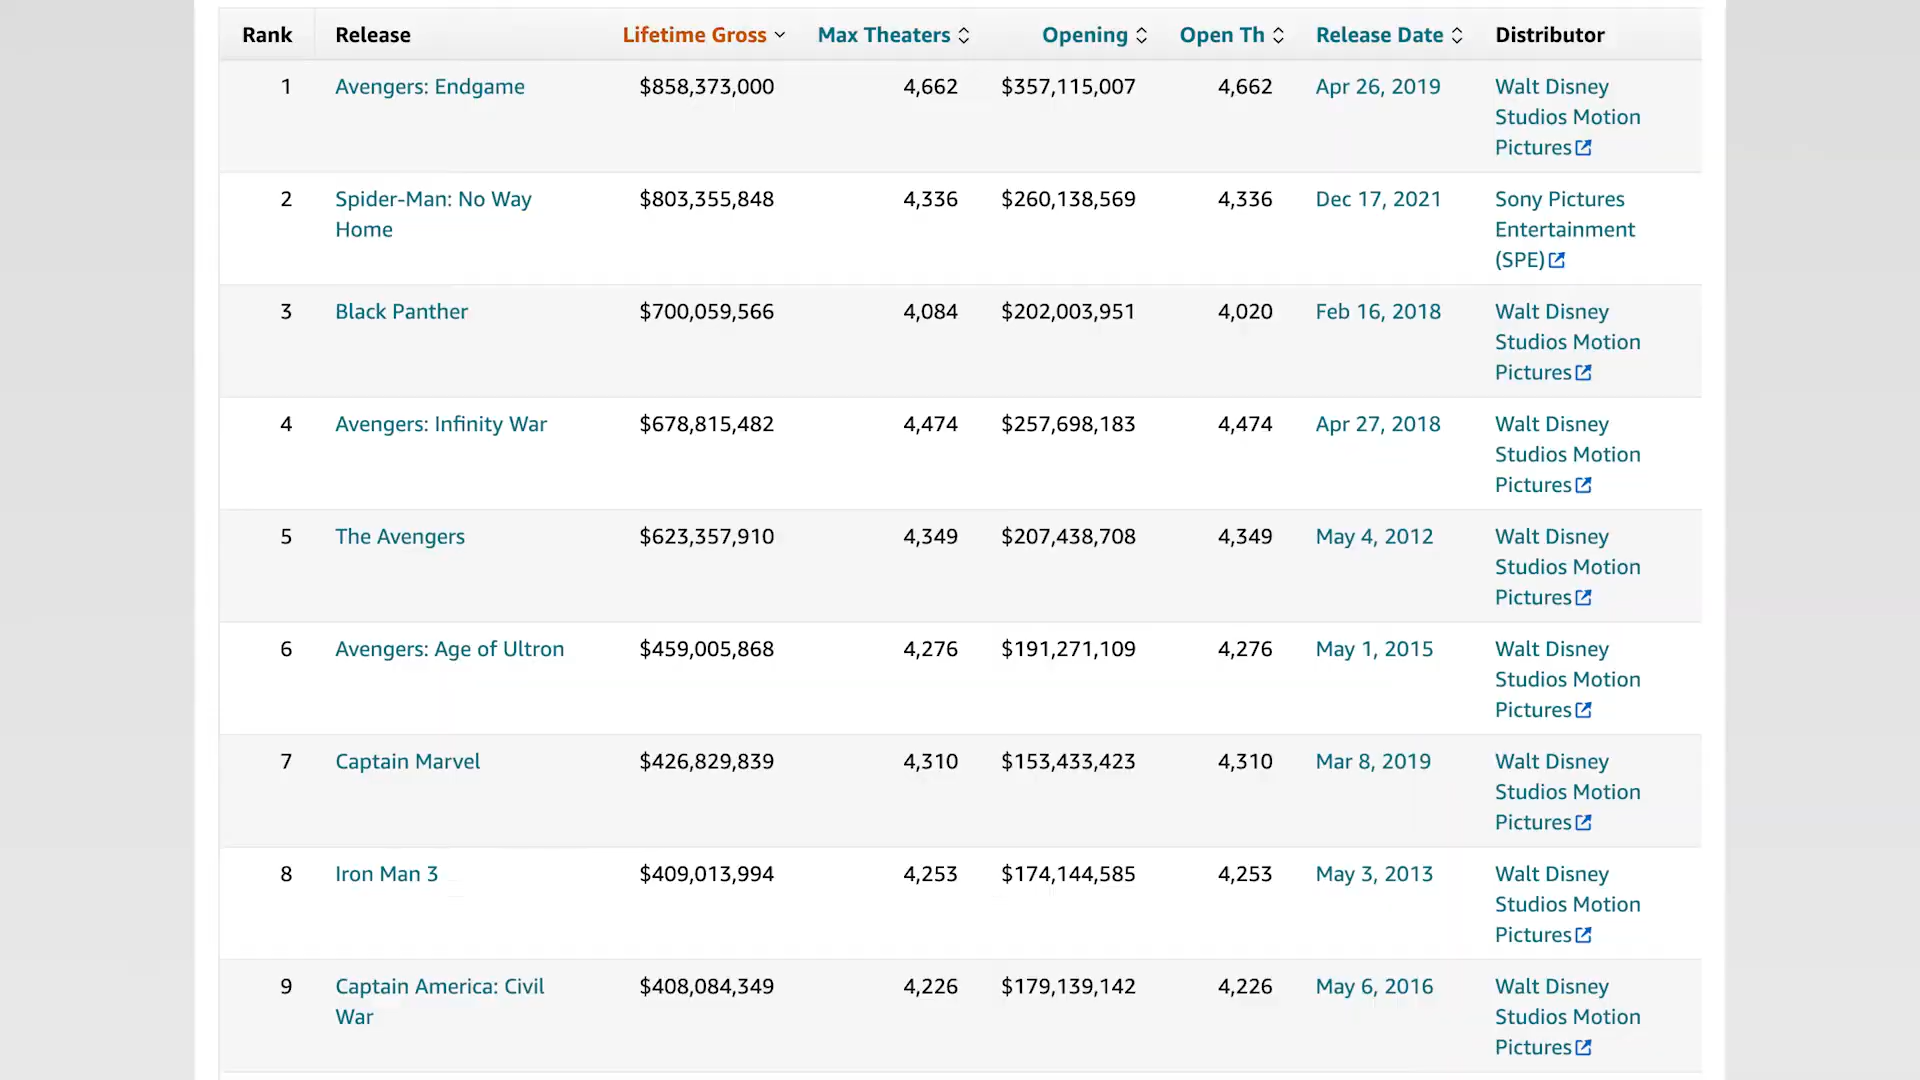 Rank Release Lifetime Gross Max Theaters Opening Open Th Release Date Distributor
1 Avengers: Endgame $858,373,000 4,662 $357,115,007 4,662 Apr 26, 2019 Walt Disney
Studios Motion
Pictures
2 Spider-Man: No Way $803,355,848 4,336 $260,138,569 4,336 Dec 17, 2021 Sony Pictures
Home Entertainment
(SPE)
3 Black Panther $700,059,566 4,084 $202,003,951 4,020 Feb 16, 2018 Walt Disney
Studios Motion
Pictures
4 Avengers: Infinity War $678,815,482 4,474 $257,698,183 4,474 Apr 27, 2018 Walt Disney
Studios Motion
Pictures
5 The Avengers $623,357,910 4,349 $207,438,708 4,349 May 4, 2012 Walt Disney
Studios Motion
Pictures
6 Avengers: Age of Ultron $459,005,868 4,276 $191,271,109 4,276 May 1, 2015 Walt Disney
Studios Motion
Pictures
7 Captain Marvel $426,829,839 4,310 $153,433,423 4,310 Mar 8, 2019 Walt Disney
Studios Motion
Pictures
8 Iron Man 3 $409,013,994 4,253 $174,144,585 4,253 May 3, 2013 Walt Disney
Studios Motion
Pictures
9 Captain America: Civil $408,084,349 4,226 $179,139,142 4,226 May 6, 2016 Walt Disney
War Studios Motion
Pictures